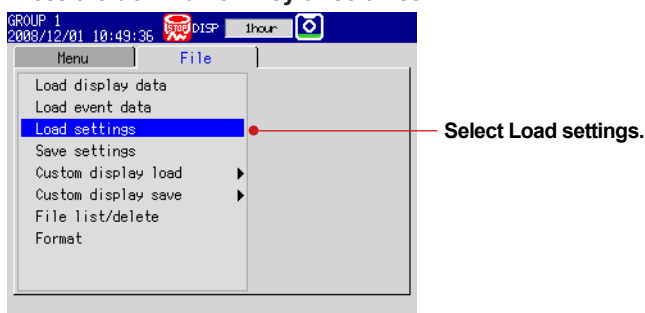 GROUP 1
2008/12/01 10:49:36 STOP DISP 1hour
Menu File
Load display data
Load event data
Load settings
Select Load settings.
Save settings
Custom display load
Custom display save
File list/delete
Format